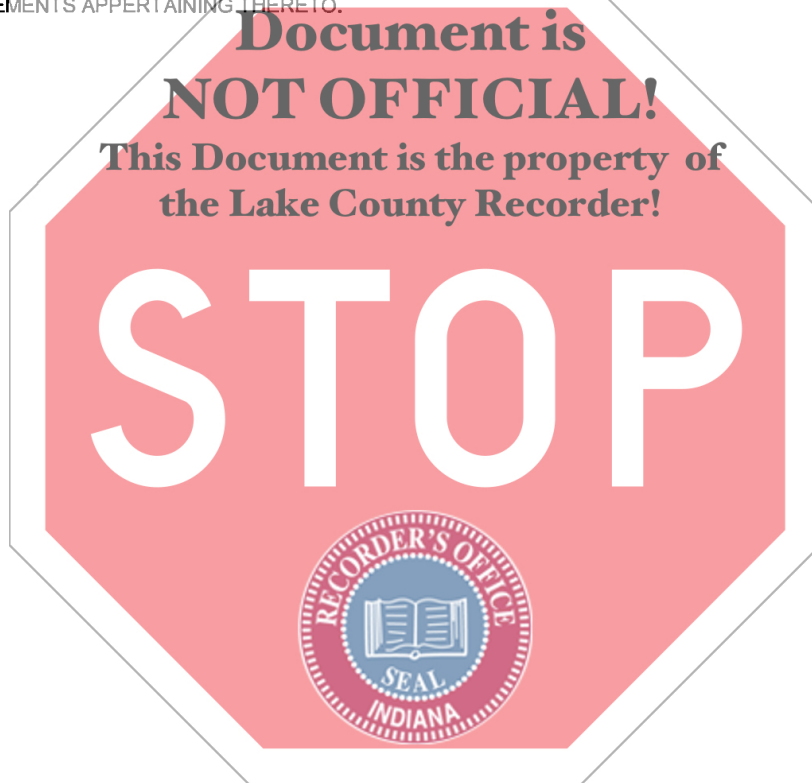 EMENTS APPERTAINING THERETO.
Document is
NOT OFFICIAL!
This Document is the property of
the Lake County Recorder!
STOP
RECORDER'S OFFICE
SEAL
INDIANA